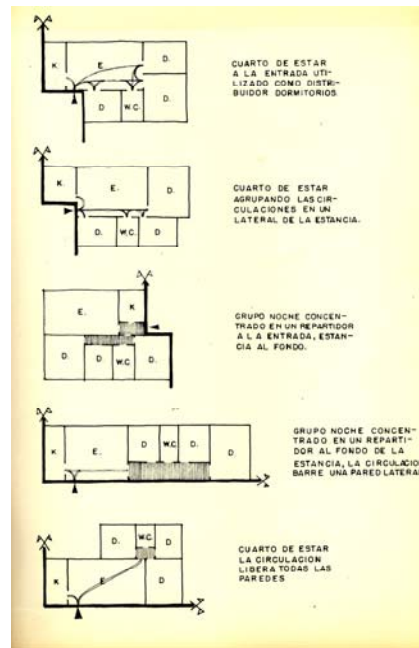 K.
E
D.
D
W.C.
D.
CUARTO DE ESTAR
A LA ENTRADA UTI-
LIZADO COMO DISTRI-
BUIDOR DORMITORIOS
K.
E.
D.
W.C.
D
CUARTO DE ESTAR
AGRUPANDO LAS CIR-
CULACIONES EN UN
LATERAL DE LA ESTANCIA.
E.
K
D.
D
W.C
D.
GRUPO NOCHE CONCEN-
TRADO EN UN REPARTIDOR
A LA ENTRADA, ESTAN-
CIA AL FONDO.
K
E.
D
W.C
D.
D.
GRUPO NOCHE CONCEN-
TRADO EN UN REPARTI-
DOR AL FONDO DE LA
ESTANCIA, LA CIRCULACIO
BARRE UNA PARED LATERAL
D.
W.C.
D
K
E
D
CUARTO DE ESTAR
LA CIRCULACION
LIBERA TODAS LAS
PAREDES